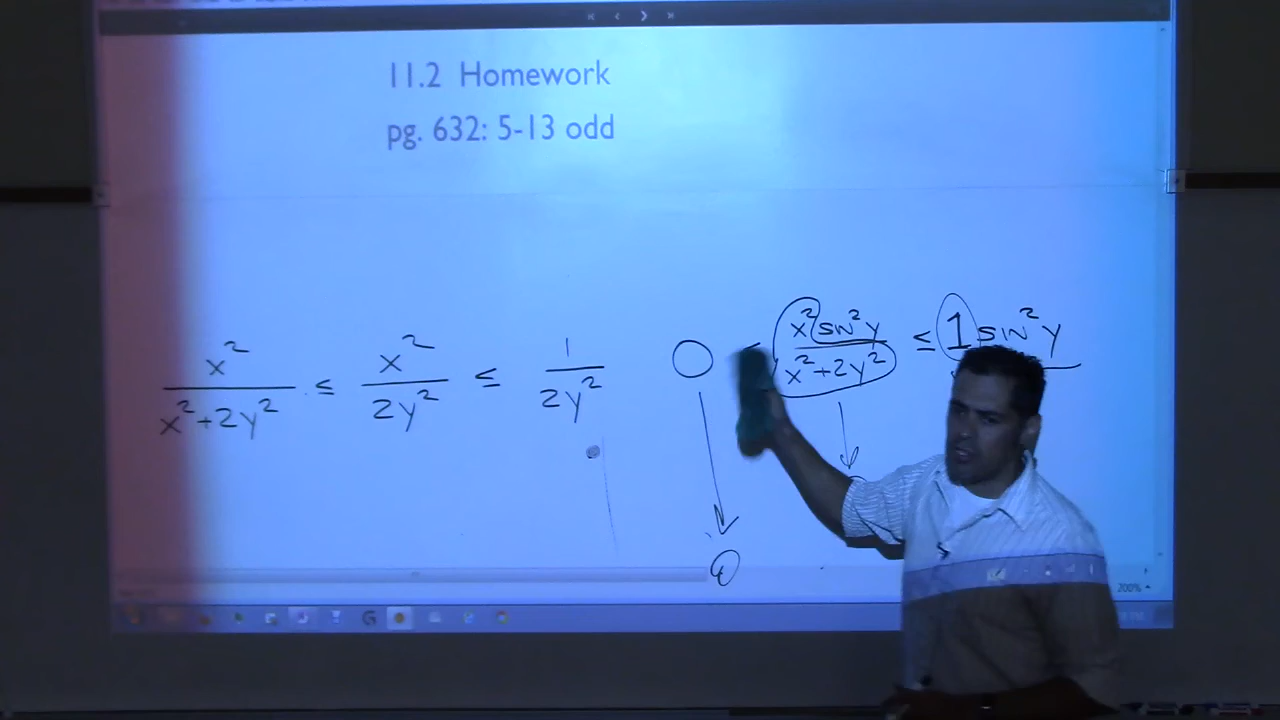 11.2 Homework
pg. 632: 5-13 odd
x²/(x²+2y²) ≤ x²/2y² ≤ 1/2y²
0 ≤ x² sin² y/(x²+2y²) ≤ 1 sin² y
0
200%